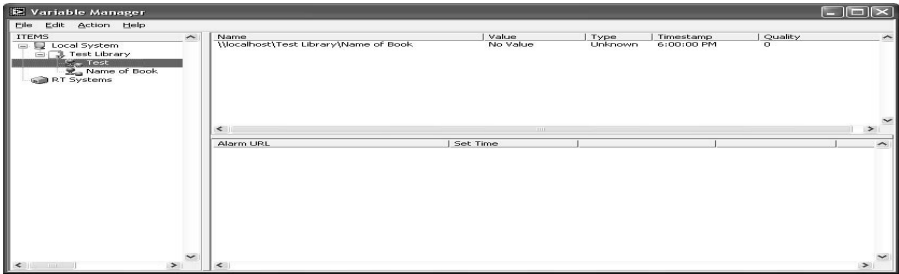 Variable Manager
File Edit Action Help
ITEMS
Local System
Test Library
Test
Name of Book
RT Systems
Name Value Type Timestamp Quality
\\localhost\Test Library\Name of Book No Value Unknown 6:00:00 PM 0
Alarm URL Set Time